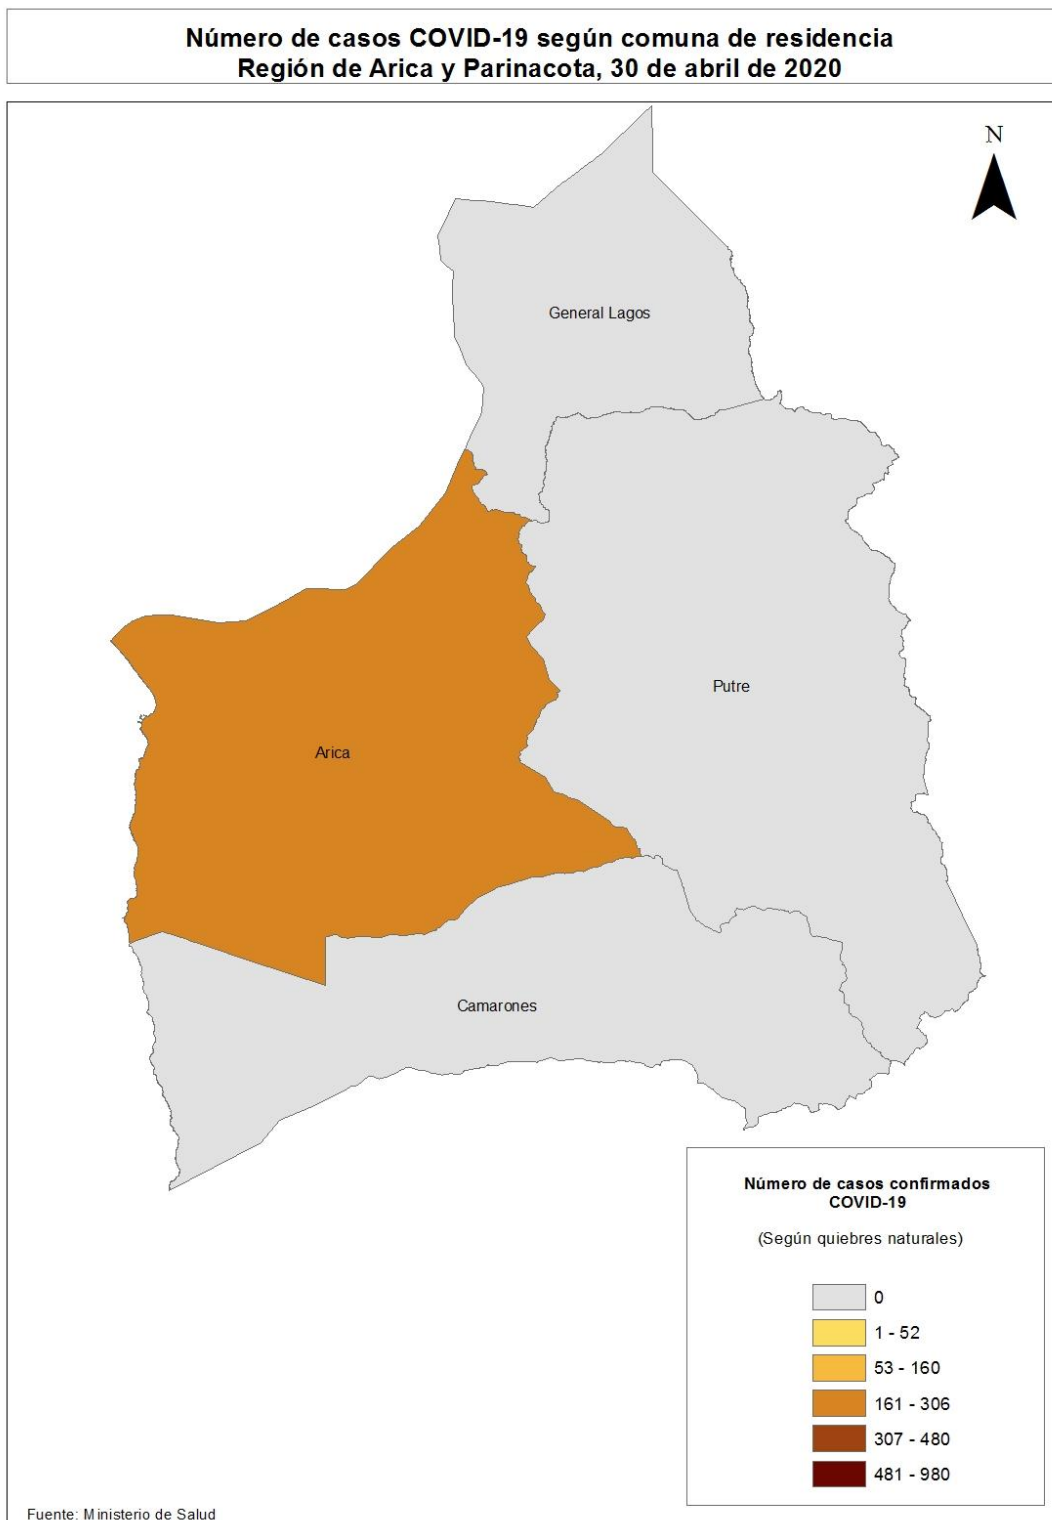 Número de casos COVID-19 según comuna de residencia
Región de Arica y Parinacota, 30 de abril de 2020
N
General Lagos
Putre
Arica
Camarones
Número de casos confirmados
COVID-19
(Según quiebres naturales)
0
1 - 52
53 - 160
161 - 306
307 - 480
481 - 980
Fuente: Ministerio de Salud